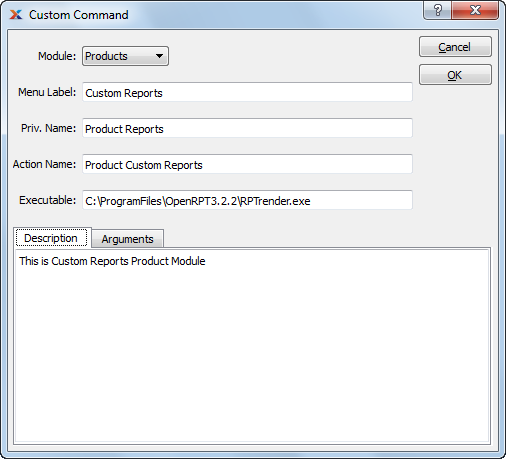 Custom Command
Module: Products
Cancel
OK
Menu Label: Custom Reports
Priv. Name: Product Reports
Action Name: Product Custom Reports
Executable: C:\ProgramFiles\OpenRPT3.2.2\RPTrender.exe
Description Arguments
This is Custom Reports Product Module